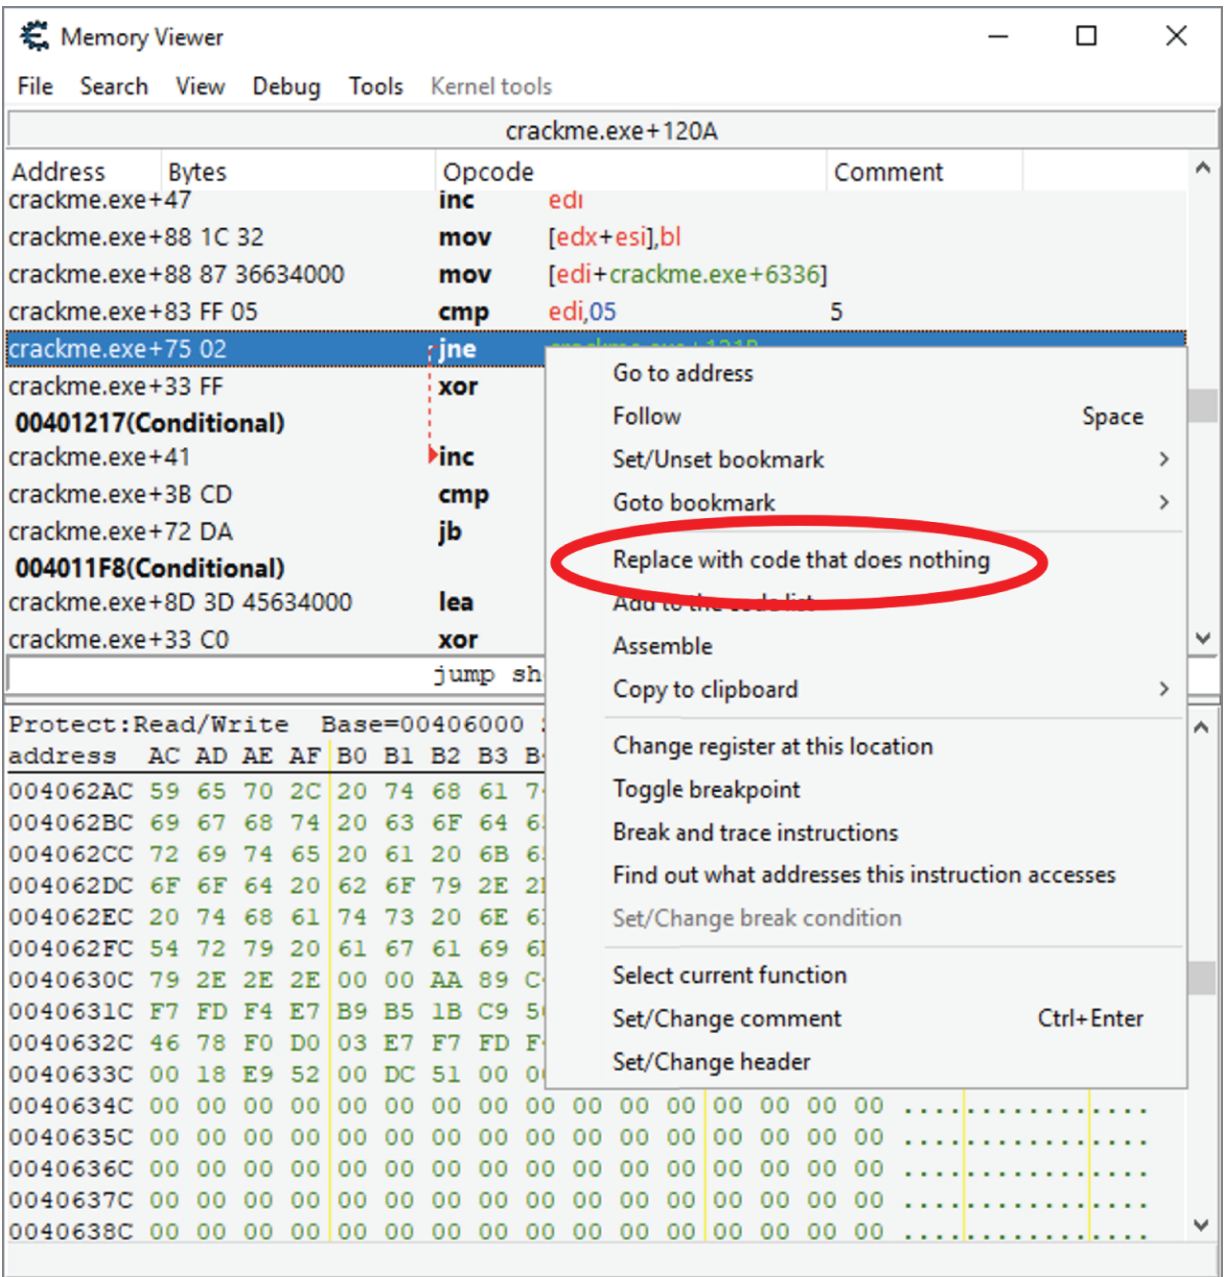 Memory Viewer
File Search View Debug Tools Kernel tools
crackme.exe+120A
Address Bytes Opcode Comment
crackme.exe+47 inc edi
crackme.exe+88 1C 32 mov [edx+esi],bl
crackme.exe+88 87 36634000 mov [edi+crackme.exe+6336]
crackme.exe+83 FF 05 cmp edi,05 5
crackme.exe+75 02 jne
crackme.exe+33 FF xor
00401217(Conditional)
crackme.exe+41 inc
crackme.exe+3B CD cmp
crackme.exe+72 DA jb
004011F8(Conditional)
crackme.exe+8D 3D 45634000 lea
crackme.exe+33 C0 xor
jump
Go to address
Follow Space
Set/Unset bookmark
Goto bookmark
Replace with code that does nothing
Add to the code list
Assemble
Copy to clipboard
Change register at this location
Toggle breakpoint
Break and trace instructions
Find out what addresses this instruction accesses
Set/Change break condition
Select current function
Set/Change comment Ctrl+Enter
Set/Change header
Protect:Read/Write Base=00406000
address AC AD AE AF B0 B1 B2 B3
004062AC 59 65 70 2C 20 74 68 61
004062BC 69 67 68 74 20 63 6F 64
004062CC 72 69 74 65 20 61 20 6B
004062DC 6F 6F 64 20 62 6F 79 2E
004062EC 20 74 68 61 74 73 20 6E
004062FC 54 72 79 20 61 67 61 69
0040630C 79 2E 2E 2E 00 00 AA 89
0040631C F7 FD F4 E7 B9 B5 1B C9
0040632C 46 78 F0 D0 03 E7 F7 FD
0040633C 00 18 E9 52 00 DC 51 00
0040634C 00 00 00 00 00 00 00 00 00 00 00 00 00 00 00 00 ................
0040635C 00 00 00 00 00 00 00 00 00 00 00 00 00 00 00 00 ................
0040636C 00 00 00 00 00 00 00 00 00 00 00 00 00 00 00 00 ................
0040637C 00 00 00 00 00 00 00 00 00 00 00 00 00 00 00 00 ................
0040638C 00 00 00 00 00 00 00 00 00 00 00 00 00 00 00 00 ................